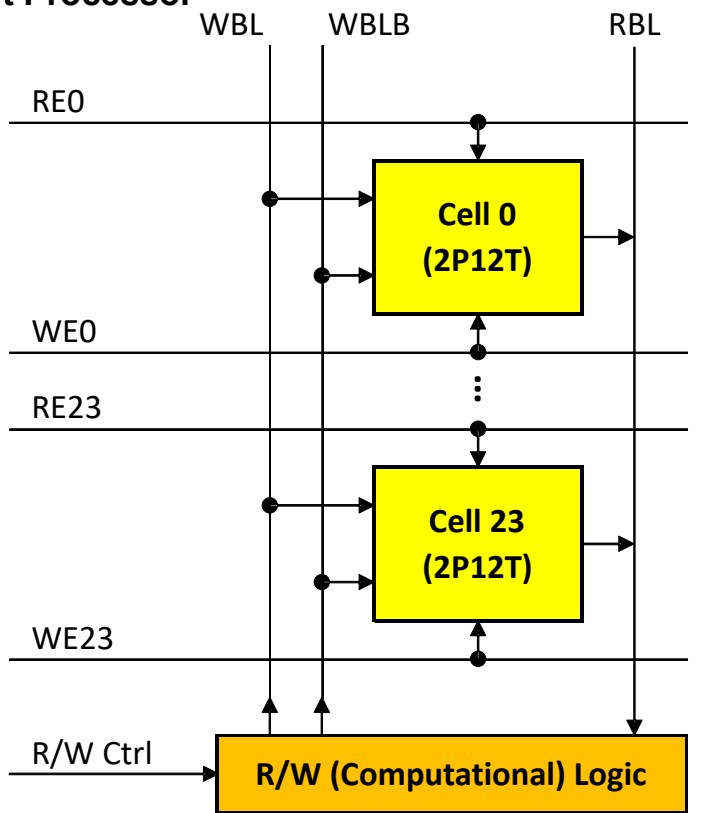 WBL WBLB RBL
RE0
Cell 0
(2P12T)
WE0
...
RE23
Cell 23
(2P12T)
WE23
R/W Ctrl
R/W (Computational) Logic